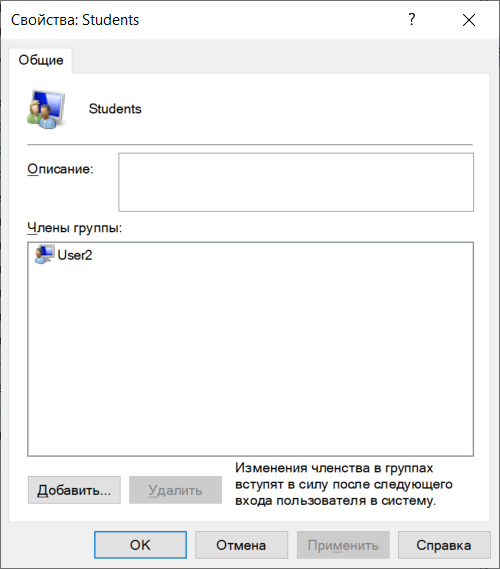 Свойства: Students
?
Общие
Students
Описание:
Члены группы:
User2
Добавить...
Удалить
Изменения членства в группах
вступят в силу после следующего
входа пользователя в систему.
OK
Отмена
Применить
Справка